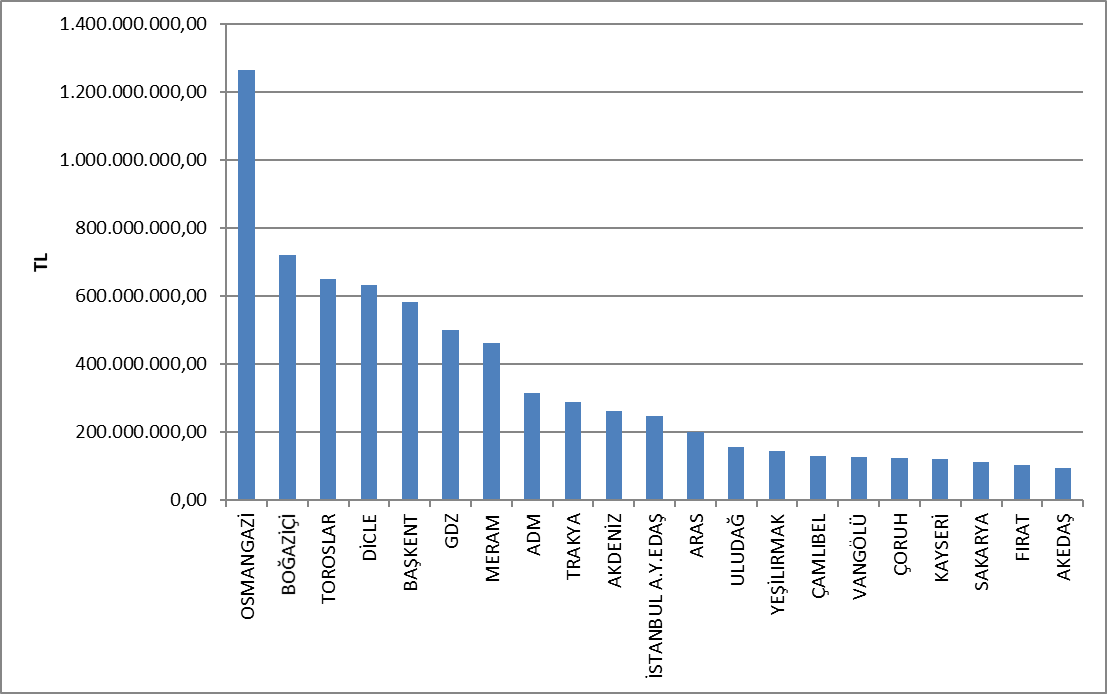 1.400.000.000,00
1.200.000.000,00
1.000.000.000,00
800.000.000,00
600.000.000,00
400.000.000,00
200.000.000,00
0,00
TL
OSMANGAZİ
BOĞAZİÇİ
TOROSLAR
DİCLE
BAŞKENT
GDZ
MERAM
ADM
TRAKYA
AKDENİZ
İSTANBUL A.Y.EDAŞ
ARAS
ULUDAĞ
YEŞİLIRMAK
ÇAMLIBEL
VANGÖLÜ
ÇORUH
KAYSERİ
SAKARYA
FIRAT
AKEDAŞ